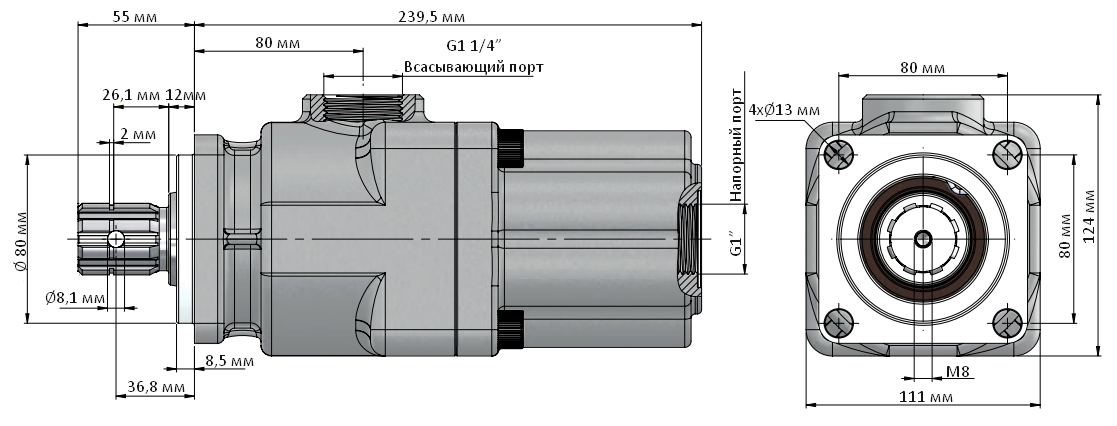 55 мм
239,5 мм
80 мм
G1 1/4”
Всасывающий порт
26,1 мм
12мм
2 мм
Ø 80 мм
Ø8,1 мм
8,5 мм
36,8 мм
Напорный порт
G1”
80 мм
4xØ13 мм
80 мм
124 мм
M8
111 мм